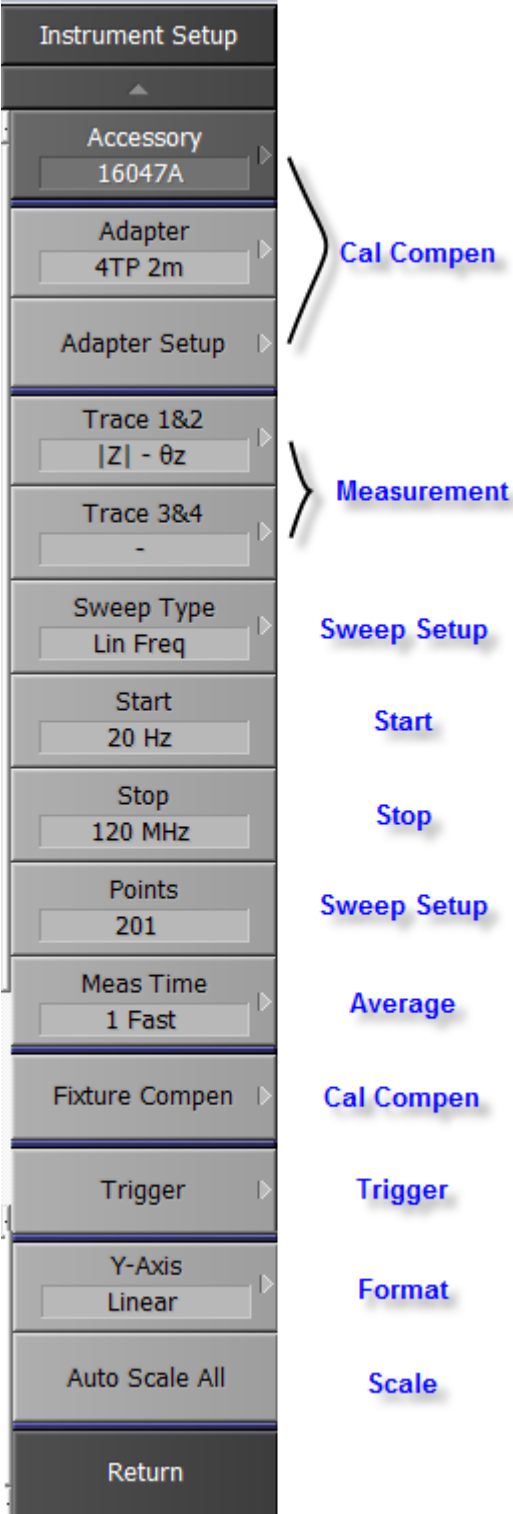 Instrument Setup
Accessory
16047A
Cal Compen
Adapter
4TP 2m
Adapter Setup
Trace 1&2
|Z| - θz
Measurement
Trace 3&4
-
Sweep Type
Lin Freq
Sweep Setup
Start
20 Hz
Start
Stop
120 MHz
Stop
Points
201
Sweep Setup
Meas Time
1 Fast
Average
Fixture Compen
Cal Compen
Trigger
Trigger
Y-Axis
Linear
Format
Auto Scale All
Scale
Return